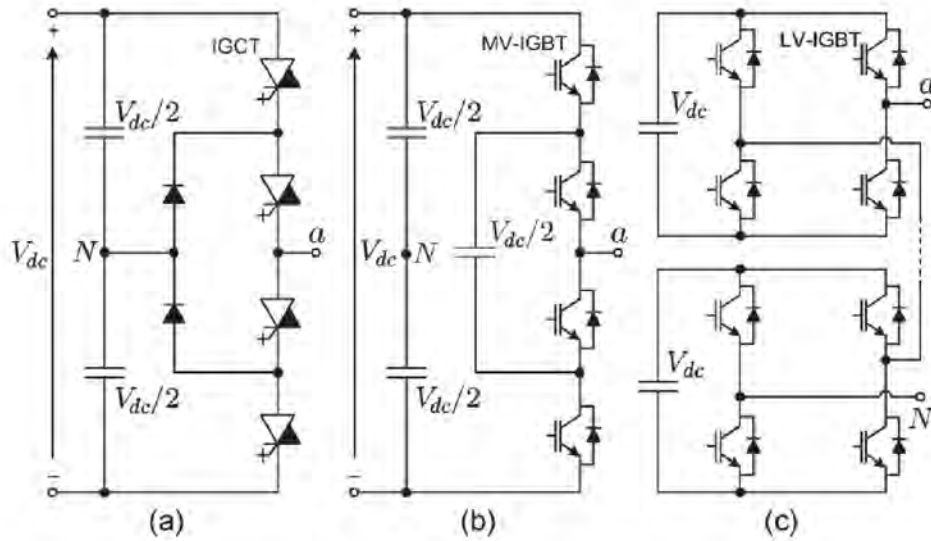 +
IGCT
V_dc/2
V_dc
N
a
V_dc/2
−
(a)
+
MV-IGBT
V_dc/2
V_dc/2
V_dc
N
a
V_dc/2
−
(b)
LV-IGBT
V_dc
a
V_dc
N
(c)